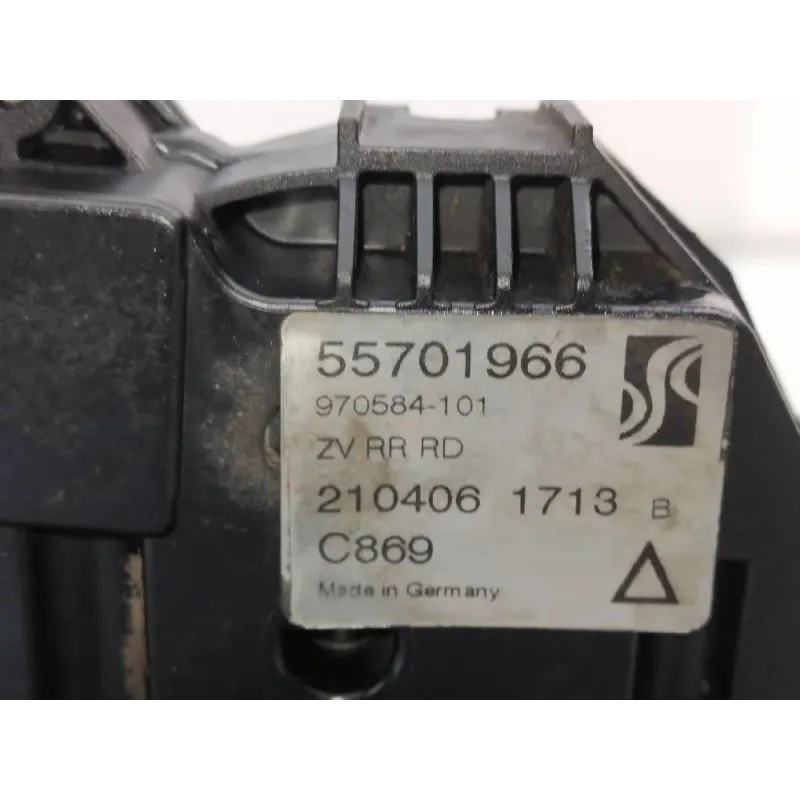 55701966
970584-101
ZV RR RD
210406 1713 B
C869
Made in Germany